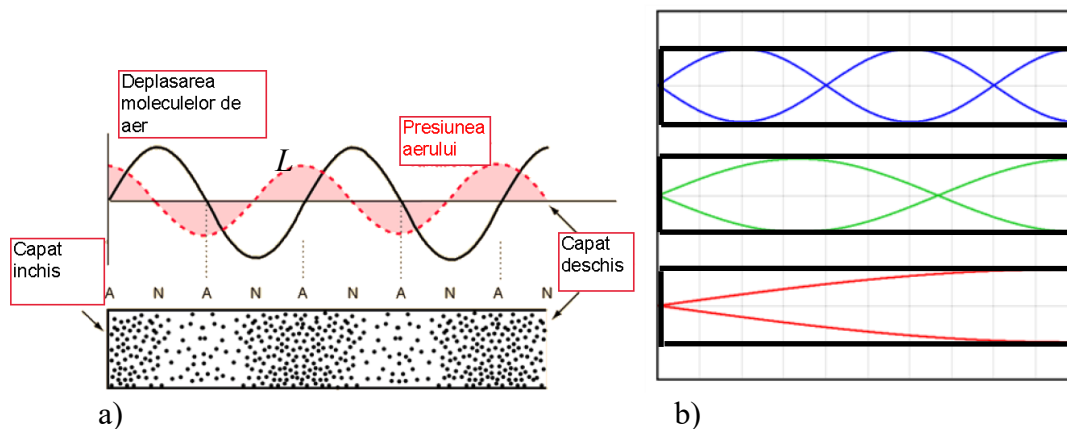 Deplasarea
moleculelor de
aer
L
Presiunea
aerului
Capat
inchis
Capat
deschis
A N A N A N A N A N
a)
b)